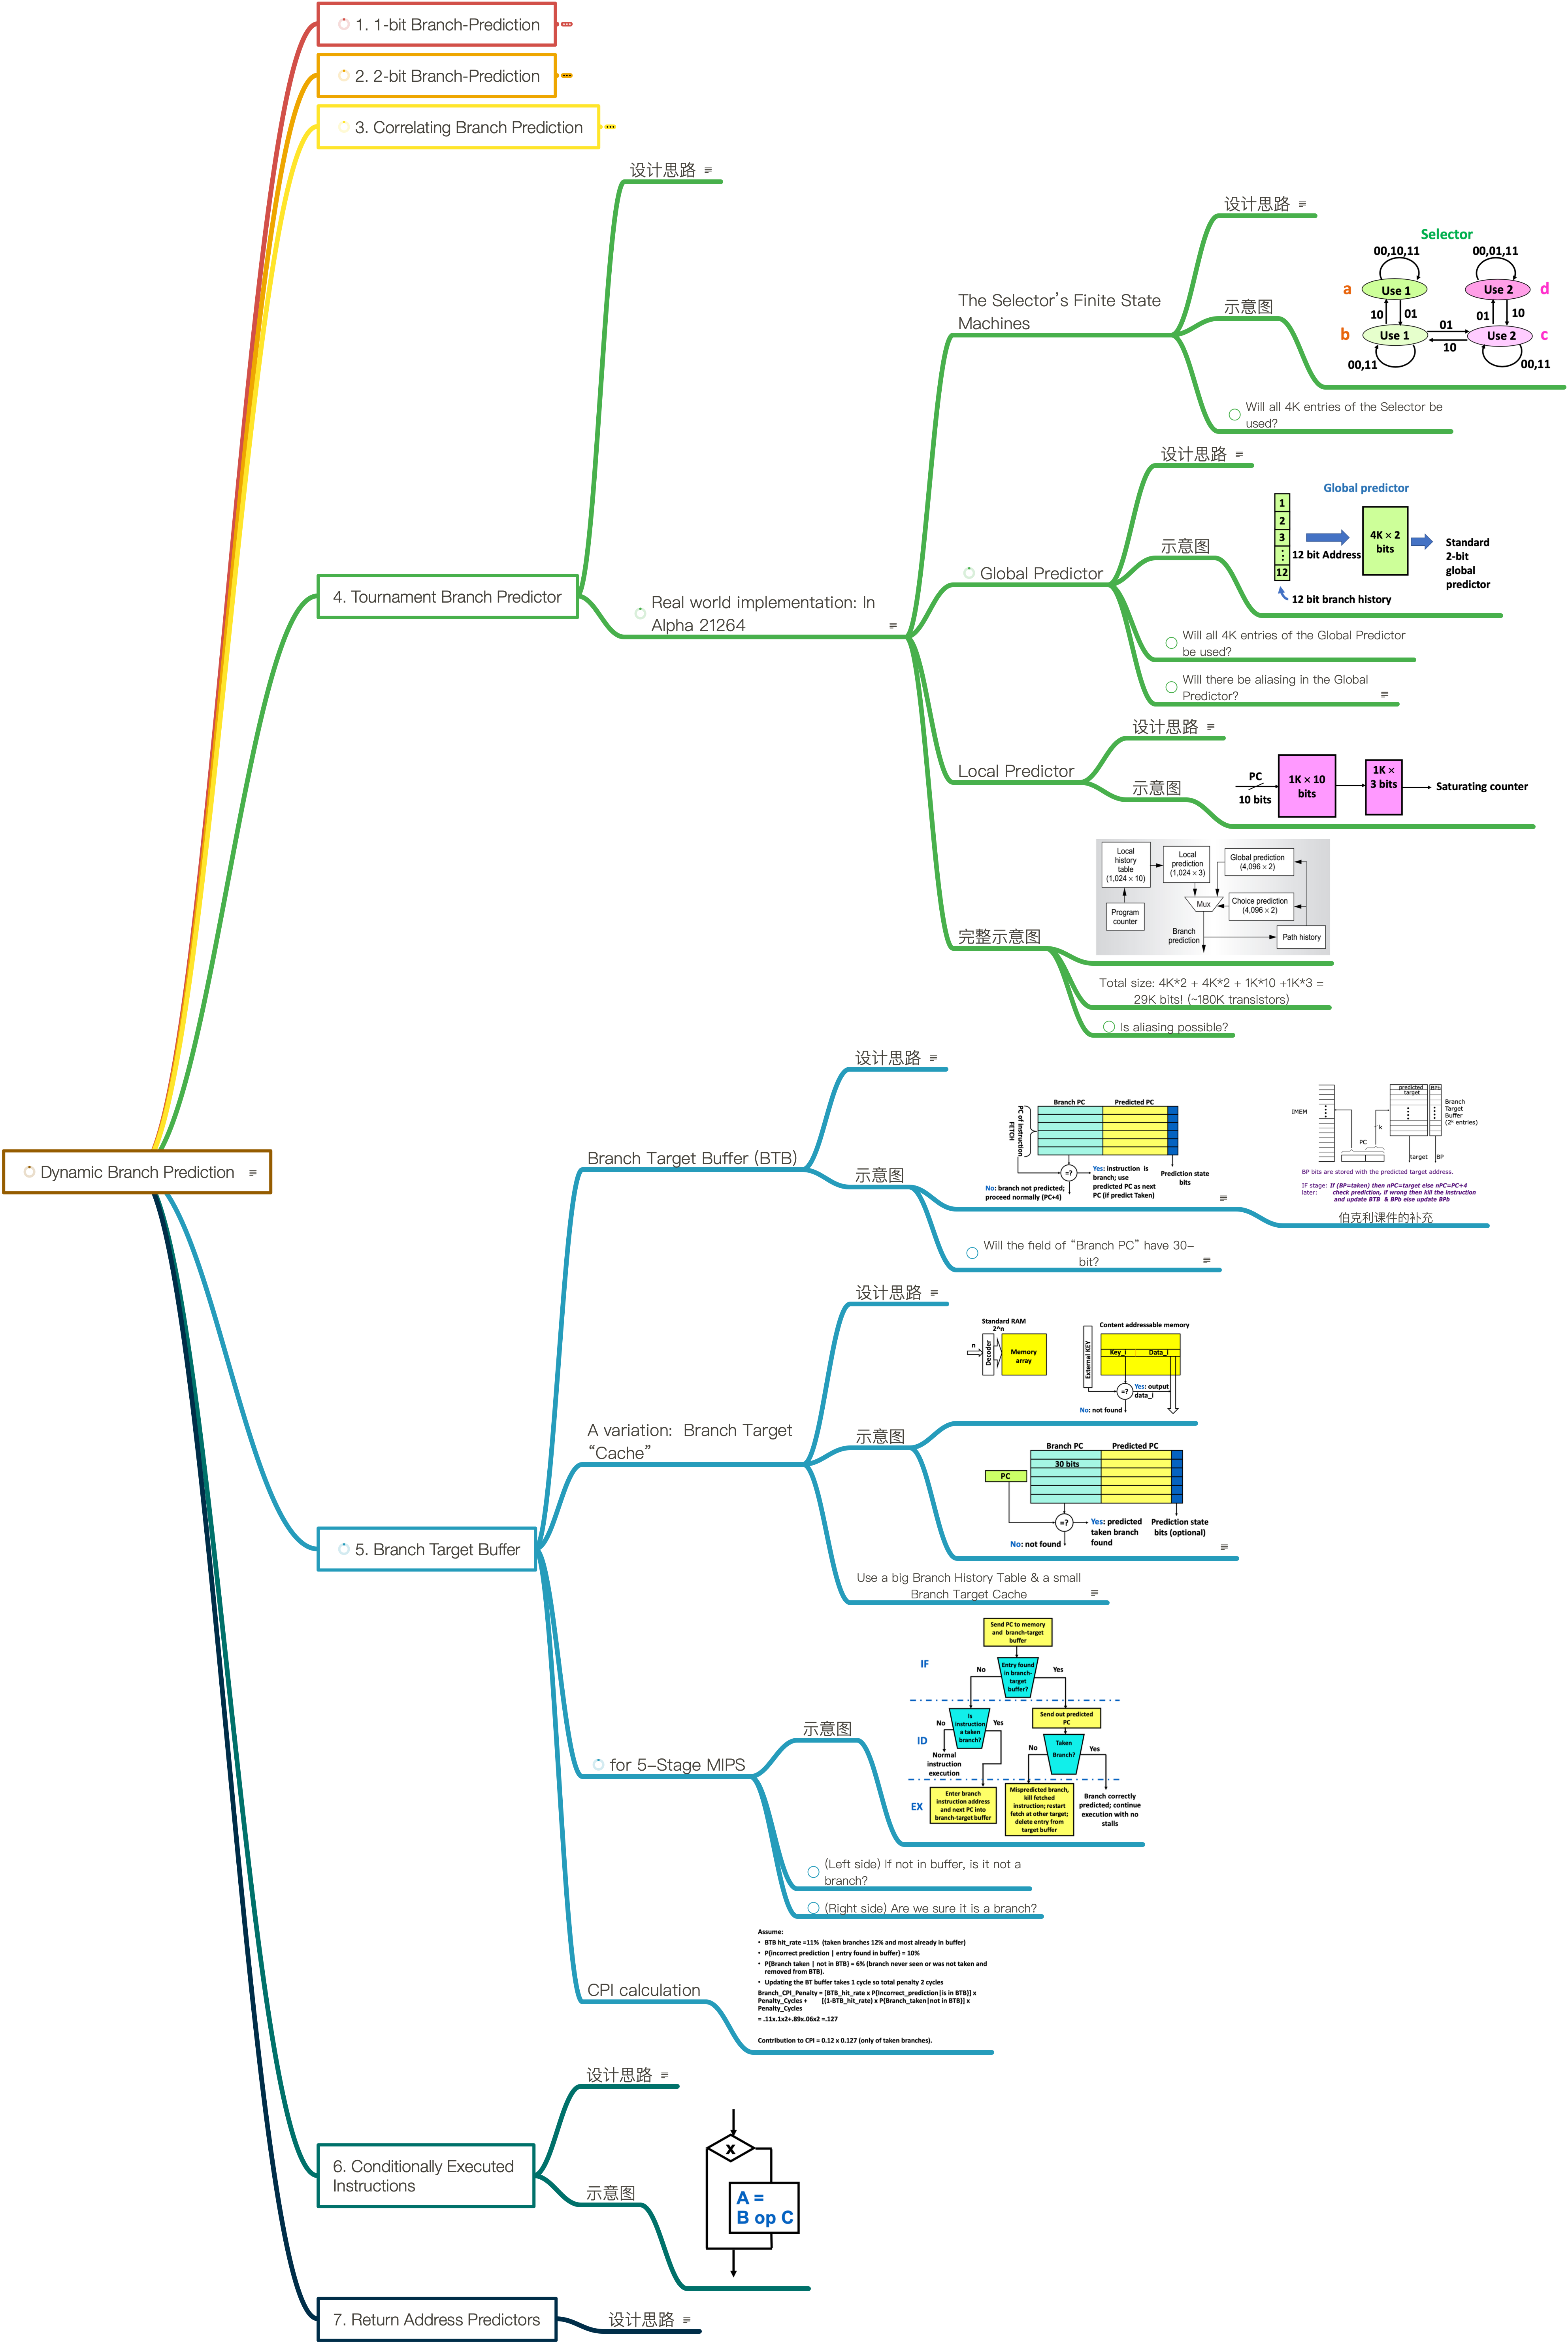 1. 1-bit Branch-Prediction
2. 2-bit Branch-Prediction
3. Correlating Branch Prediction
设计思路
设计思路
Selector
00,10,11
00,01,11
a
Use 1
Use 2
d
示意图
10
01
01
10
The Selector's Finite State
Machines
b
Use 1
01
10
Use 2
c
00,11
00,11
Will all 4K entries of the Selector be
used?
设计思路
Global predictor
1
2
3
⋮
12
12 bit Address
4K × 2
bits
Standard
2-bit
global
predictor
示意图
12 bit branch history
Global Predictor
4. Tournament Branch Predictor
Real world implementation: In
Alpha 21264
Will all 4K entries of the Global Predictor
be used?
Will there be aliasing in the Global
Predictor?
设计思路
Local Predictor
示意图
PC
10 bits
1K × 10
bits
1K ×
3 bits
Saturating counter
Local
history
table
(1,024 × 10)
Local
prediction
(1,024 × 3)
Global prediction
(4,096 × 2)
Mux
Choice prediction
(4,096 × 2)
Program
counter
Branch
prediction
Path history
完整示意图
Total size: 4K*2 + 4K*2 + 1K*10 +1K*3 =
29K bits! (~180K transistors)
Is aliasing possible?
设计思路
Branch PC
Predicted PC
PC of instruction
FETCH
=?
Yes: instruction is
branch; use
predicted PC as next
PC (if predict Taken)
Prediction state
bits
No: branch not predicted;
proceed normally (PC+4)
predicted
target
BPb
IMEM
Branch
Target
Buffer
(2ᵏ entries)
k
PC
target
BP
BP bits are stored with the predicted target address.
IF stage: If (BP=taken) then nPC=target else nPC=PC+4
later: check prediction, if wrong then kill the instruction
and update BTB & BPb else update BPb
伯克利课件的补充
Branch Target Buffer (BTB)
示意图
Dynamic Branch Prediction
Will the field of “Branch PC” have 30-
bit?
设计思路
Standard RAM
2^n
n
Decoder
Memory
array
Content addressable memory
External KEY
Key_i
Data_i
=?
Yes: output
data_i
No: not found
A variation: Branch Target
“Cache”
示意图
Branch PC
Predicted PC
30 bits
PC
=?
Yes: predicted
taken branch
found
Prediction state
bits (optional)
No: not found
5. Branch Target Buffer
Use a big Branch History Table & a small
Branch Target Cache
Send PC to memory
and branch-target
buffer
IF
No
Entry found
in branch-
target
buffer?
Yes
Is
instruction
a taken
branch?
Send out predicted
PC
No
Yes
ID
No
Taken
Branch?
Yes
Normal
instruction
execution
EX
Enter branch
instruction address
and next PC into
branch-target buffer
Mispredicted branch,
kill fetched
instruction; restart
fetch at other target;
delete entry from
target buffer
Branch correctly
predicted; continue
execution with no
stalls
示意图
for 5-Stage MIPS
(Left side) If not in buffer, is it not a
branch?
(Right side) Are we sure it is a branch?
Assume:
• BTB hit_rate =11% (taken branches 12% and most already in buffer)
• P{incorrect prediction | entry found in buffer} = 10%
• P{Branch taken | not in BTB} = 6% (branch never seen or was not taken and
removed from BTB).
• Updating the BT buffer takes 1 cycle so total penalty 2 cycles
Branch_CPI_Penalty = [BTB_hit_rate x P{Incorrect_prediction|is in BTB}] x
Penalty_Cycles + [(1-BTB_hit_rate) x P{Branch_taken|not in BTB}] x
Penalty_Cycles
= .11x.1x2+.89x.06x2 =.127
Contribution to CPI = 0.12 x 0.127 (only of taken branches).
CPI calculation
设计思路
6. Conditionally Executed
Instructions
示意图
x
A =
B op C
7. Return Address Predictors
设计思路